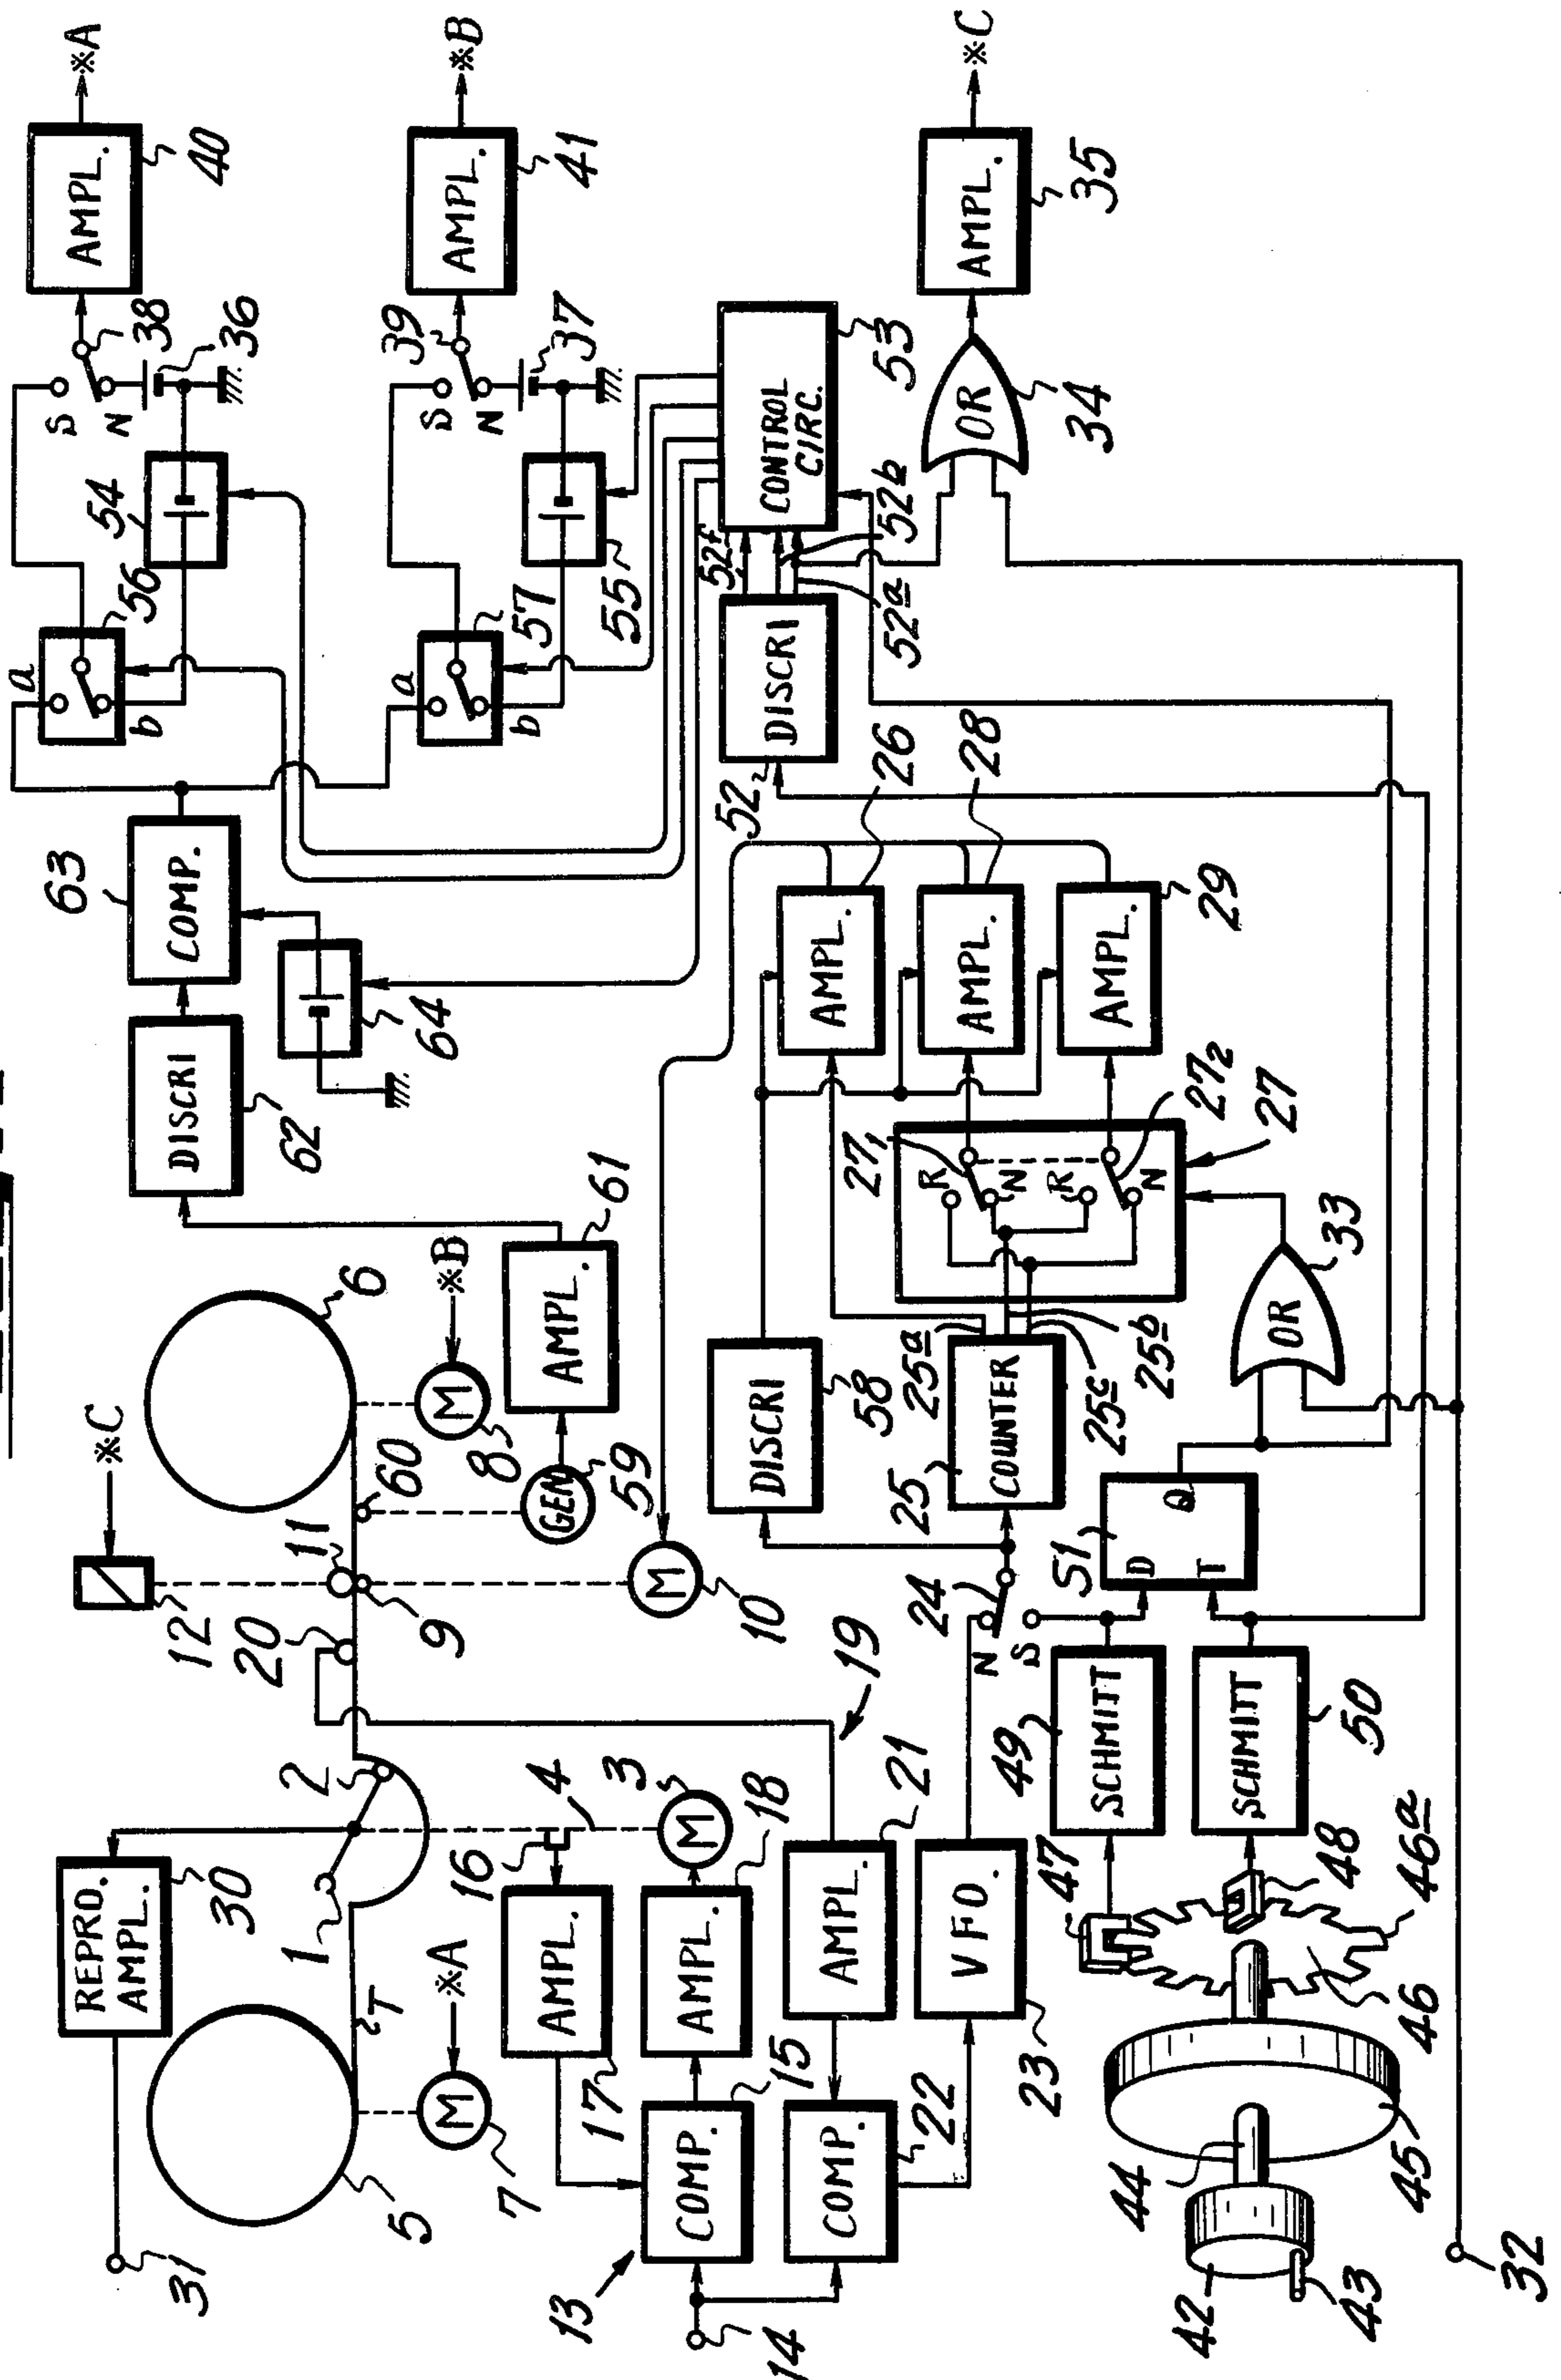 31
REPRO.
AMPL.
30
5
T
1
2
※A
7
M
※C
12
20
11
9
60
6
※B
8
M
GEN
59
M
10
AMPL.
61
DISCRI
62
63
COMP.
64
a
b
56
54
S
N
38
36
AMPL.
40
※A
a
b
57
55
S
N
39
37
AMPL.
41
※B
13
14
COMP.
15
17
AMPL.
16
4
AMPL.
18
3
M
COMP.
22
AMPL.
21
19
23
VFO.
N
S
24
DISCRI
58
25
COUNTER
25a
25c
25b
27₁
R
N
R
N
27₂
27
AMPL.
26
AMPL.
28
AMPL.
29
52
DISCRI
52f
52a
52b
CONTROL
CIRC.
53
OR
34
AMPL.
35
※C
42
43
44
45
46
46a
47
48
49
SCHMITT
SCHMITT
50
51
D
T
Q
OR
33
32